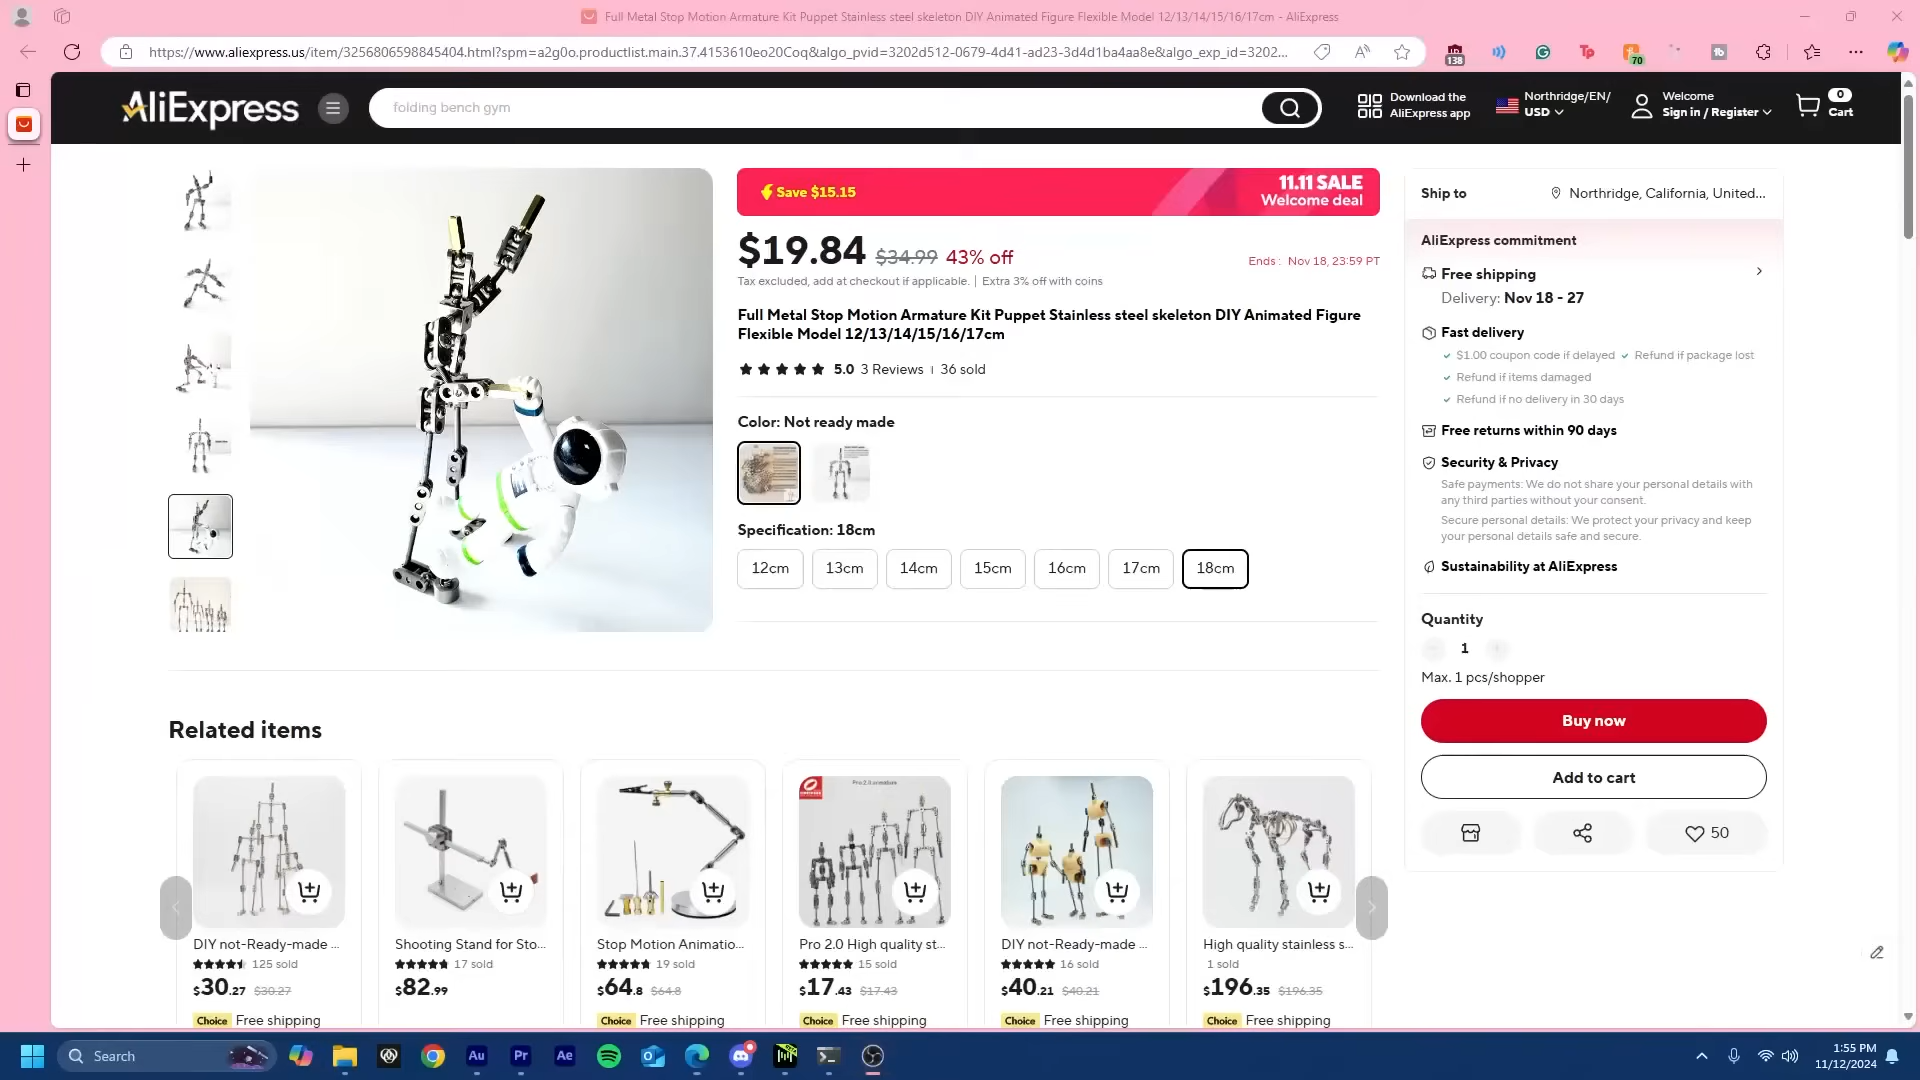 Full Metal Stop Motion Armature Kit Puppet Stainless steel skeleton DIY Animated Figure Flexible Model 12/13/14/15/16/17cm - AliExpress
https://www.aliexpress.us/item/3256806598845404.html?spm=a2g0o.productlist.main.37.4153610eo20Coq&algo_pvid=3202d512-0679-4d41-ad23-3d4d1ba4aa8e&algo_exp_id=3202...
138
70
AliExpress
folding bench gym
Download the
AliExpress app
Northridge/EN/
USD
Welcome
Sign in / Register
0
Cart
Save $15.15
11.11 SALE
Welcome deal
$19.84 $34.99 43% off
Ends : Nov 18, 23:59 PT
Tax excluded, add at checkout if applicable. | Extra 3% off with coins
Full Metal Stop Motion Armature Kit Puppet Stainless steel skeleton DIY Animated Figure
Flexible Model 12/13/14/15/16/17cm
5.0 3 Reviews | 36 sold
Color: Not ready made
Specification: 18cm
12cm 13cm 14cm 15cm 16cm 17cm 18cm
Ship to Northridge, California, United...
AliExpress commitment
Free shipping
Delivery: Nov 18 - 27
Fast delivery
$1.00 coupon code if delayed Refund if package lost
Refund if items damaged
Refund if no delivery in 30 days
Free returns within 90 days
Security & Privacy
Safe payments: We do not share your personal details with
any third parties without your consent.
Secure personal details: We protect your privacy and keep
your personal details safe and secure.
Sustainability at AliExpress
Quantity
1
Max. 1 pcs/shopper
Buy now
Add to cart
50
Related items
Pro 2.0 armature
DIY not-Ready-made ... Shooting Stand for Sto... Stop Motion Animatio... Pro 2.0 High quality st... DIY not-Ready-made ... High quality stainless s...
125 sold 17 sold 19 sold 15 sold 16 sold 1 sold
$30.27 $30.27 $82.99 $64.8 $64.8 $17.43 $17.43 $40.21 $40.21 $196.35 $196.35
Choice Free shipping Choice Free shipping Choice Free shipping Choice Free shipping Choice Free shipping
Search
Au
Pr
Ae
1:55 PM
11/12/2024